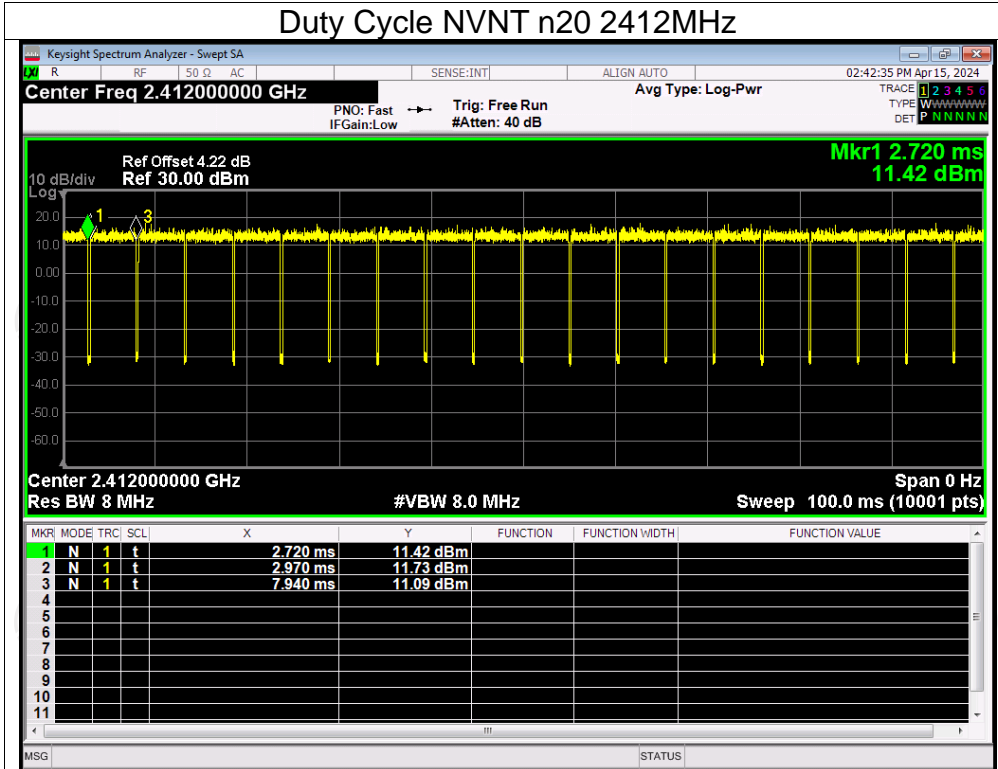 Duty Cycle NVNT n20 2412MHz
Keysight Spectrum Analyzer - Swept SA
LXI R RF 50 Ω AC SENSE:INT ALIGN AUTO 02:42:35 PM Apr 15, 2024
Center Freq 2.412000000 GHz Avg Type: Log-Pwr TRACE 1 2 3 4 5 6
PNO: Fast Trig: Free Run TYPE WWWWWW
IFGain:Low #Atten: 40 dB DET P N N N N N
Mkr1 2.720 ms
Ref Offset 4.22 dB
10 dB/div Ref 30.00 dBm 11.42 dBm
Log
20.0
1 3
10.0
0.00
-10.0
-20.0
-30.0
-40.0
-50.0
-60.0
Center 2.412000000 GHz Span 0 Hz
Res BW 8 MHz #VBW 8.0 MHz Sweep 100.0 ms (10001 pts)
MKR MODE TRC SCL X Y FUNCTION FUNCTION WIDTH FUNCTION VALUE
1 N 1 t 2.720 ms 11.42 dBm
2 N 1 t 2.970 ms 11.73 dBm
3 N 1 t 7.940 ms 11.09 dBm
4
5
6
7
8
9
10
11
MSG STATUS